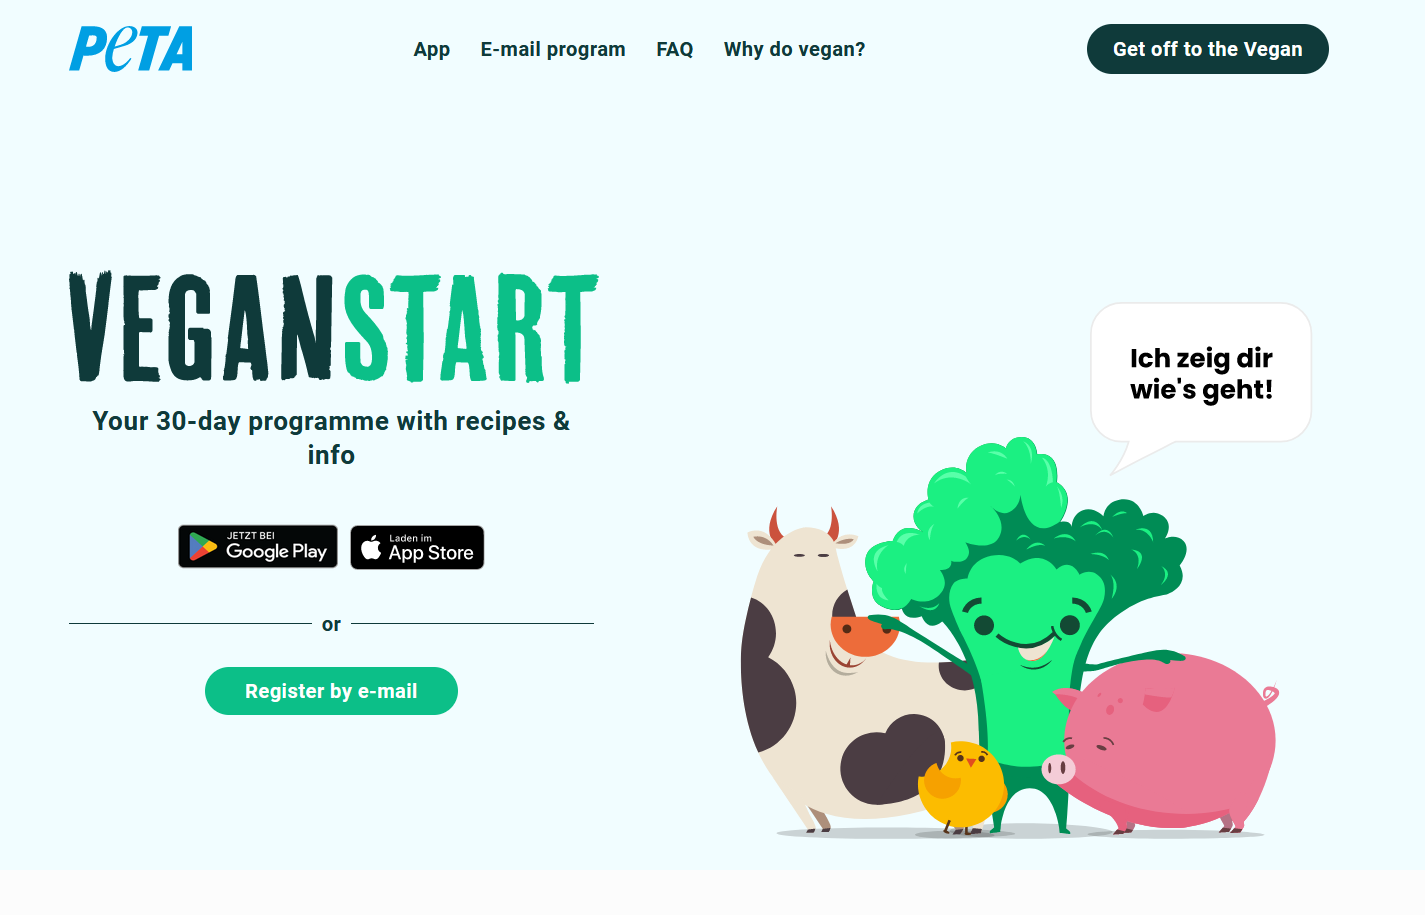 PETA
App
E-mail program
FAQ
Why do vegan?
Get off to the Vegan
VEGANSTART
Your 30-day programme with recipes &
info
JETZT BEI
Google Play
Laden im
App Store
or
Register by e-mail
Ich zeig dir
wie's geht!